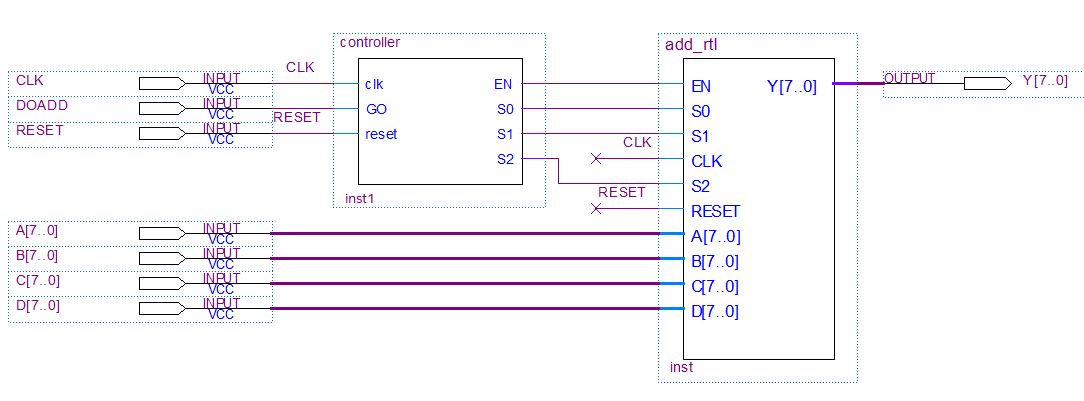 controller
add_rtl
CLK INPUT VCC CLK clk EN EN Y[7..0] OUTPUT Y[7..0]
DOADD INPUT VCC GO S0 S0
RESET INPUT VCC RESET reset S1 S1
CLK CLK
S2 S2
RESET RESET
inst1
A[7..0] INPUT VCC A[7..0]
B[7..0] INPUT VCC B[7..0]
C[7..0] INPUT VCC C[7..0]
D[7..0] INPUT VCC D[7..0]
inst